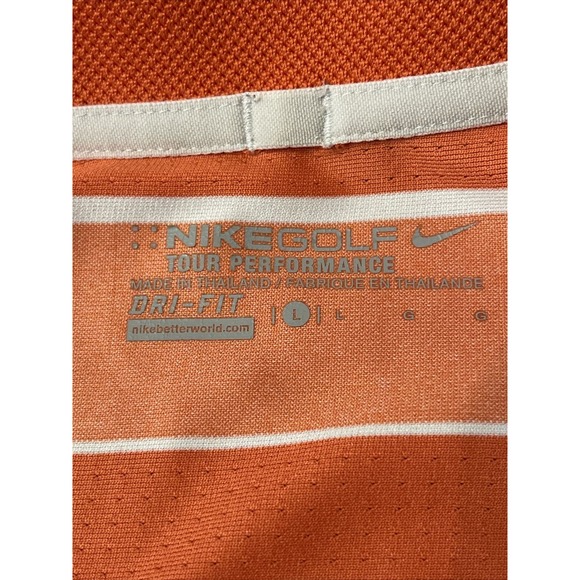 NIKEGOLF
TOUR PERFORMANCE
MADE IN THAILAND / FABRIQUE EN THAILANDE
DRI-FIT | L | L G G
nikebetterworld.com